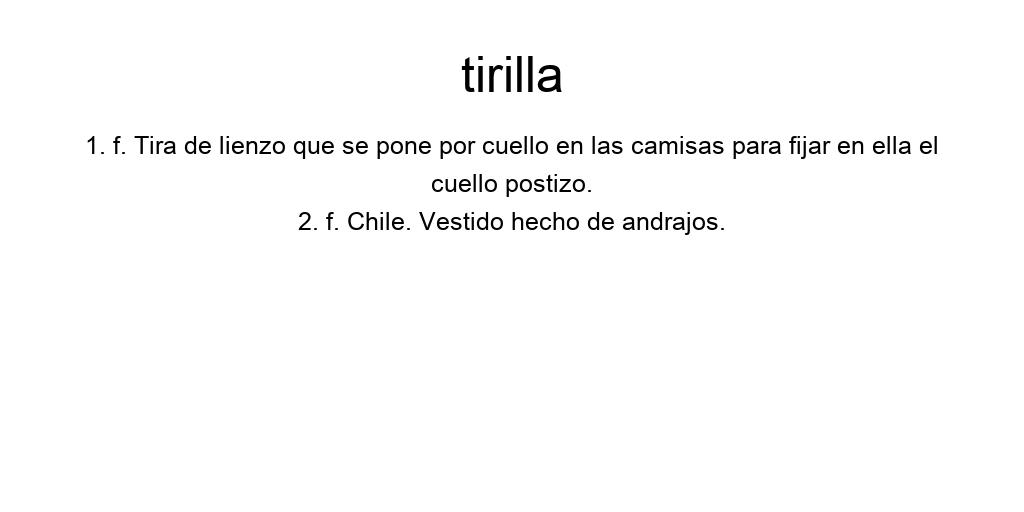 tirilla
1. f. Tira de lienzo que se pone por cuello en las camisas para fijar en ella el
cuello postizo.
2. f. Chile. Vestido hecho de andrajos.